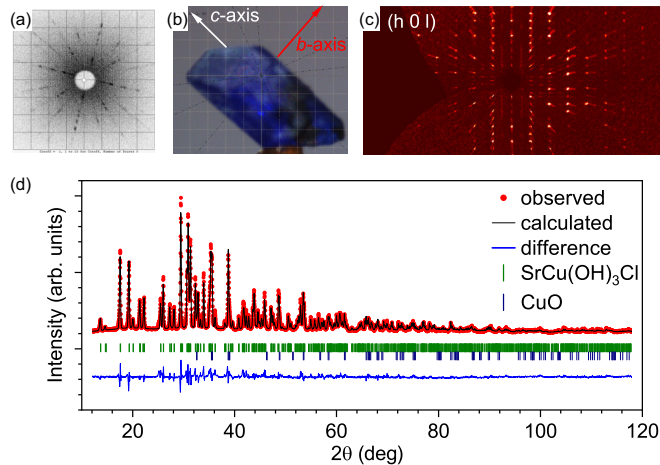 (a)
(b)
c-axis
b-axis
(c)
(h 0 l)
(d)
observed
calculated
difference
SrCu(OH)3Cl
CuO
Intensity (arb. units)
20 40 60 80 100 120
2θ (deg)